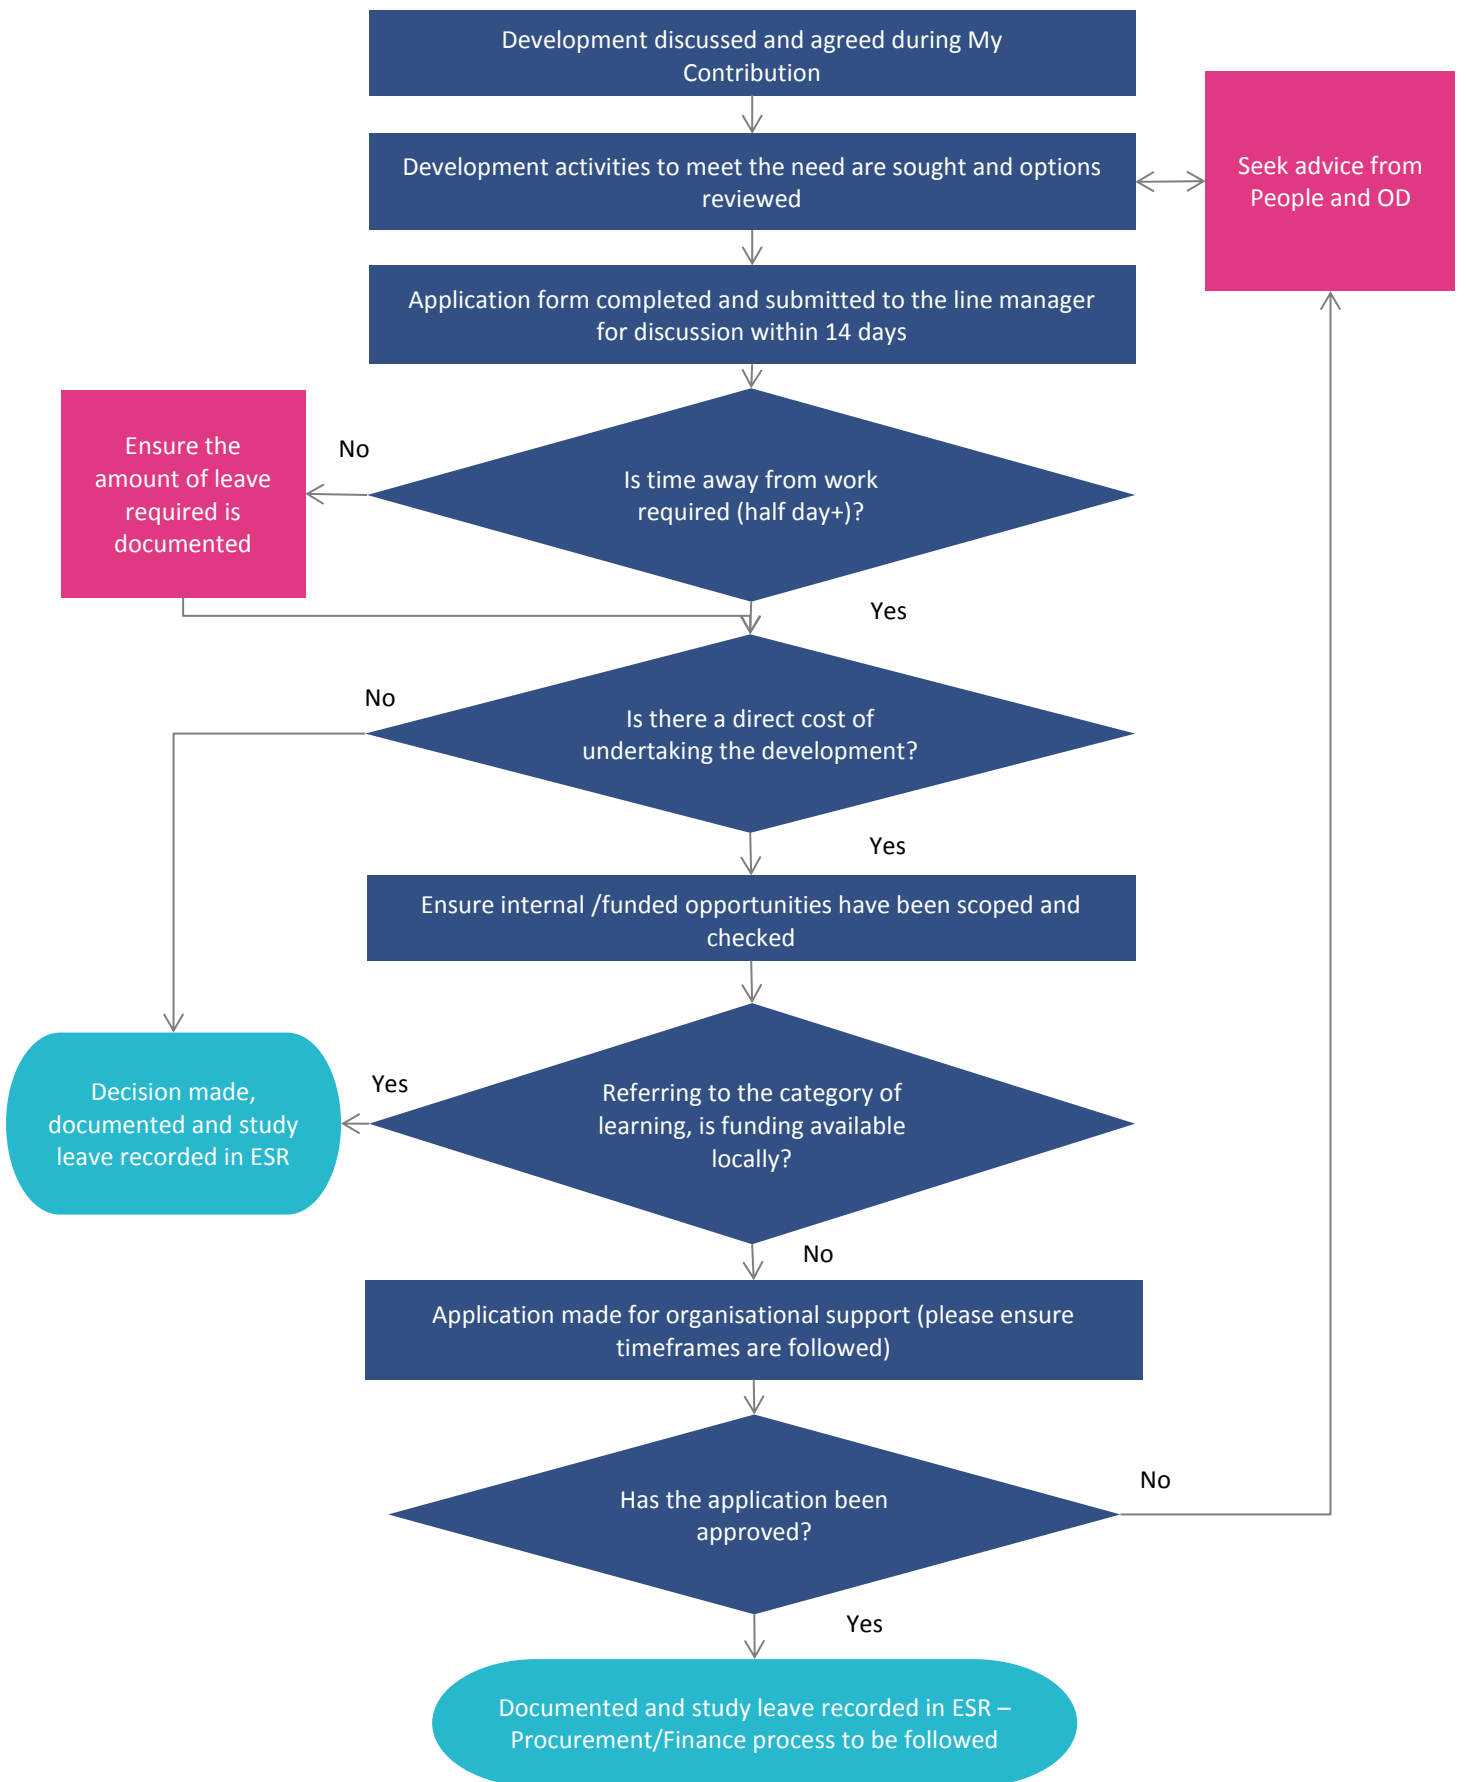 Development discussed and agreed during My
Contribution
Development activities to meet the need are sought and options
reviewed
Seek advice from
People and OD
Application form completed and submitted to the line manager
for discussion within 14 days
Ensure the
amount of leave
required is
documented
No
Is time away from work
required (half day+)?
Yes
No
Is there a direct cost of
undertaking the development?
Yes
Ensure internal /funded opportunities have been scoped and
checked
Decision made,
documented and study
leave recorded in ESR
Yes
Referring to the category of
learning, is funding available
locally?
No
Application made for organisational support (please ensure
timeframes are followed)
Has the application been
approved?
No
Yes
Documented and study leave recorded in ESR –
Procurement/Finance process to be followed